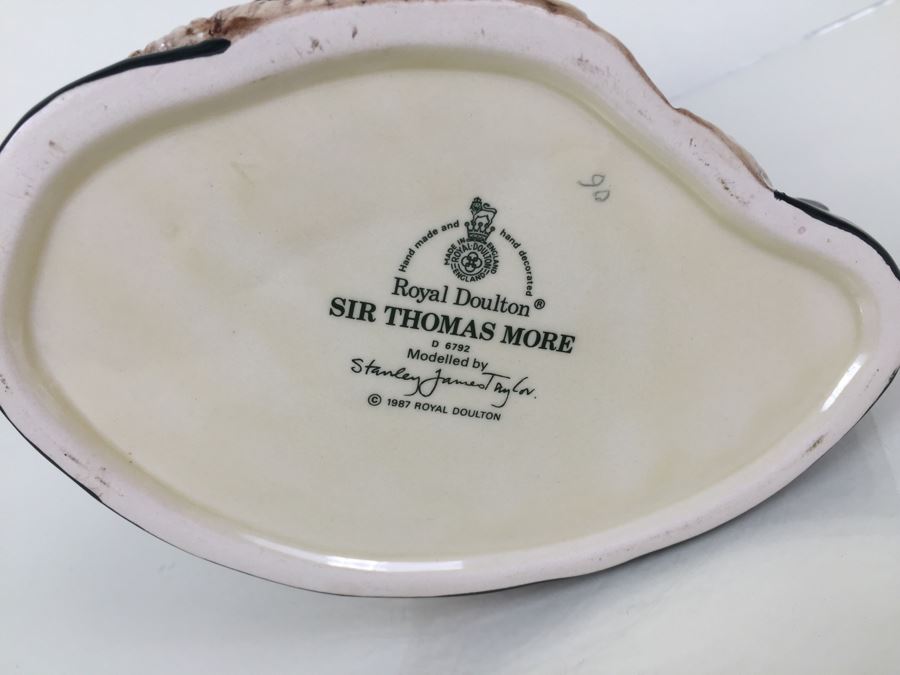 90
Hand made and hand decorated
MADE IN ENGLAND
ROYAL-DOULTON
ENGLAND
Royal Doulton®
SIR THOMAS MORE
D 6792
Modelled by
Stanley James Taylor.
© 1987 ROYAL DOULTON